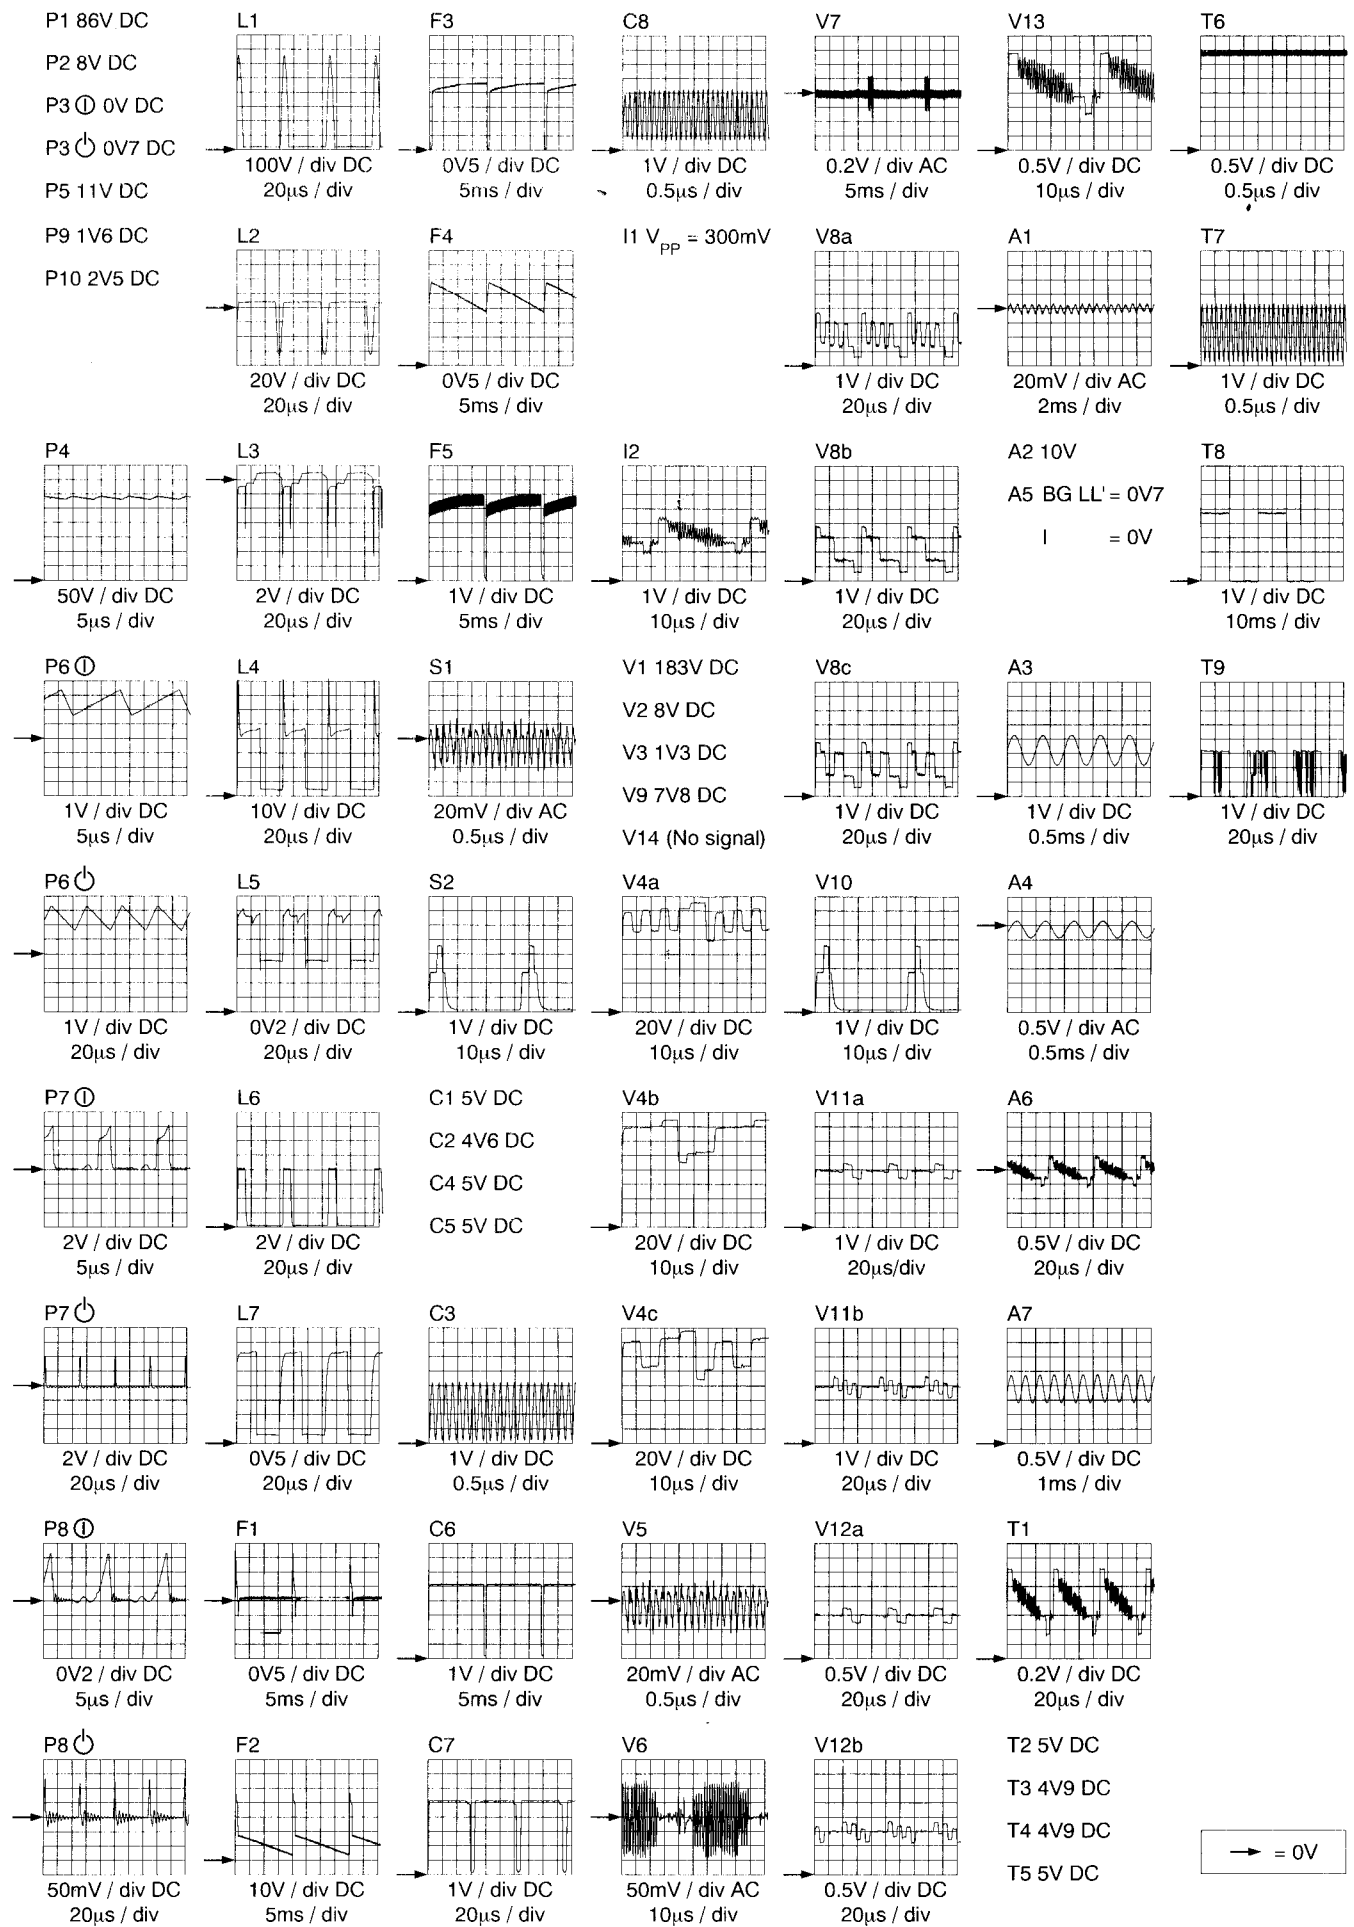 P1 86V DC
P2 8V DC
P3 0V DC
P3 0V7 DC
P5 11V DC
P9 1V6 DC
P10 2V5 DC
L1
100V / div DC
20µs / div
F3
0V5 / div DC
5ms / div
C8
1V / div DC
0.5µs / div
V7
0.2V / div AC
5ms / div
V13
0.5V / div DC
10µs / div
T6
0.5V / div DC
0.5µs / div
L2
20V / div DC
20µs / div
F4
0V5 / div DC
5ms / div
I1 VPP = 300mV
V8a
1V / div DC
20µs / div
A1
20mV / div AC
2ms / div
T7
1V / div DC
0.5µs / div
P4
50V / div DC
5µs / div
L3
2V / div DC
20µs / div
F5
1V / div DC
5ms / div
I2
1V / div DC
10µs / div
V8b
1V / div DC
20µs / div
A2 10V
A5 BG LL' = 0V7
I = 0V
T8
1V / div DC
10ms / div
P6
1V / div DC
5µs / div
L4
10V / div DC
20µs / div
S1
20mV / div AC
0.5µs / div
V1 183V DC
V2 8V DC
V3 1V3 DC
V9 7V8 DC
V14 (No signal)
V8c
1V / div DC
20µs / div
A3
1V / div DC
0.5ms / div
T9
1V / div DC
20µs / div
P6
1V / div DC
20µs / div
L5
0V2 / div DC
20µs / div
S2
1V / div DC
10µs / div
V4a
20V / div DC
10µs / div
V10
1V / div DC
10µs / div
A4
0.5V / div AC
0.5ms / div
P7
2V / div DC
5µs / div
L6
2V / div DC
20µs / div
C1 5V DC
C2 4V6 DC
C4 5V DC
C5 5V DC
V4b
20V / div DC
10µs / div
V11a
1V / div DC
20µs/div
A6
0.5V / div DC
20µs / div
P7
2V / div DC
20µs / div
L7
0V5 / div DC
20µs / div
C3
1V / div DC
0.5µs / div
V4c
20V / div DC
10µs / div
V11b
1V / div DC
20µs / div
A7
0.5V / div DC
1ms / div
P8
0V2 / div DC
5µs / div
F1
0V5 / div DC
5ms / div
C6
1V / div DC
5ms / div
V5
20mV / div AC
0.5µs / div
V12a
0.5V / div DC
20µs / div
T1
0.2V / div DC
20µs / div
P8
50mV / div DC
20µs / div
F2
10V / div DC
5ms / div
C7
1V / div DC
20µs / div
V6
50mV / div AC
10µs / div
V12b
0.5V / div DC
20µs / div
T2 5V DC
T3 4V9 DC
T4 4V9 DC
T5 5V DC
→ = 0V